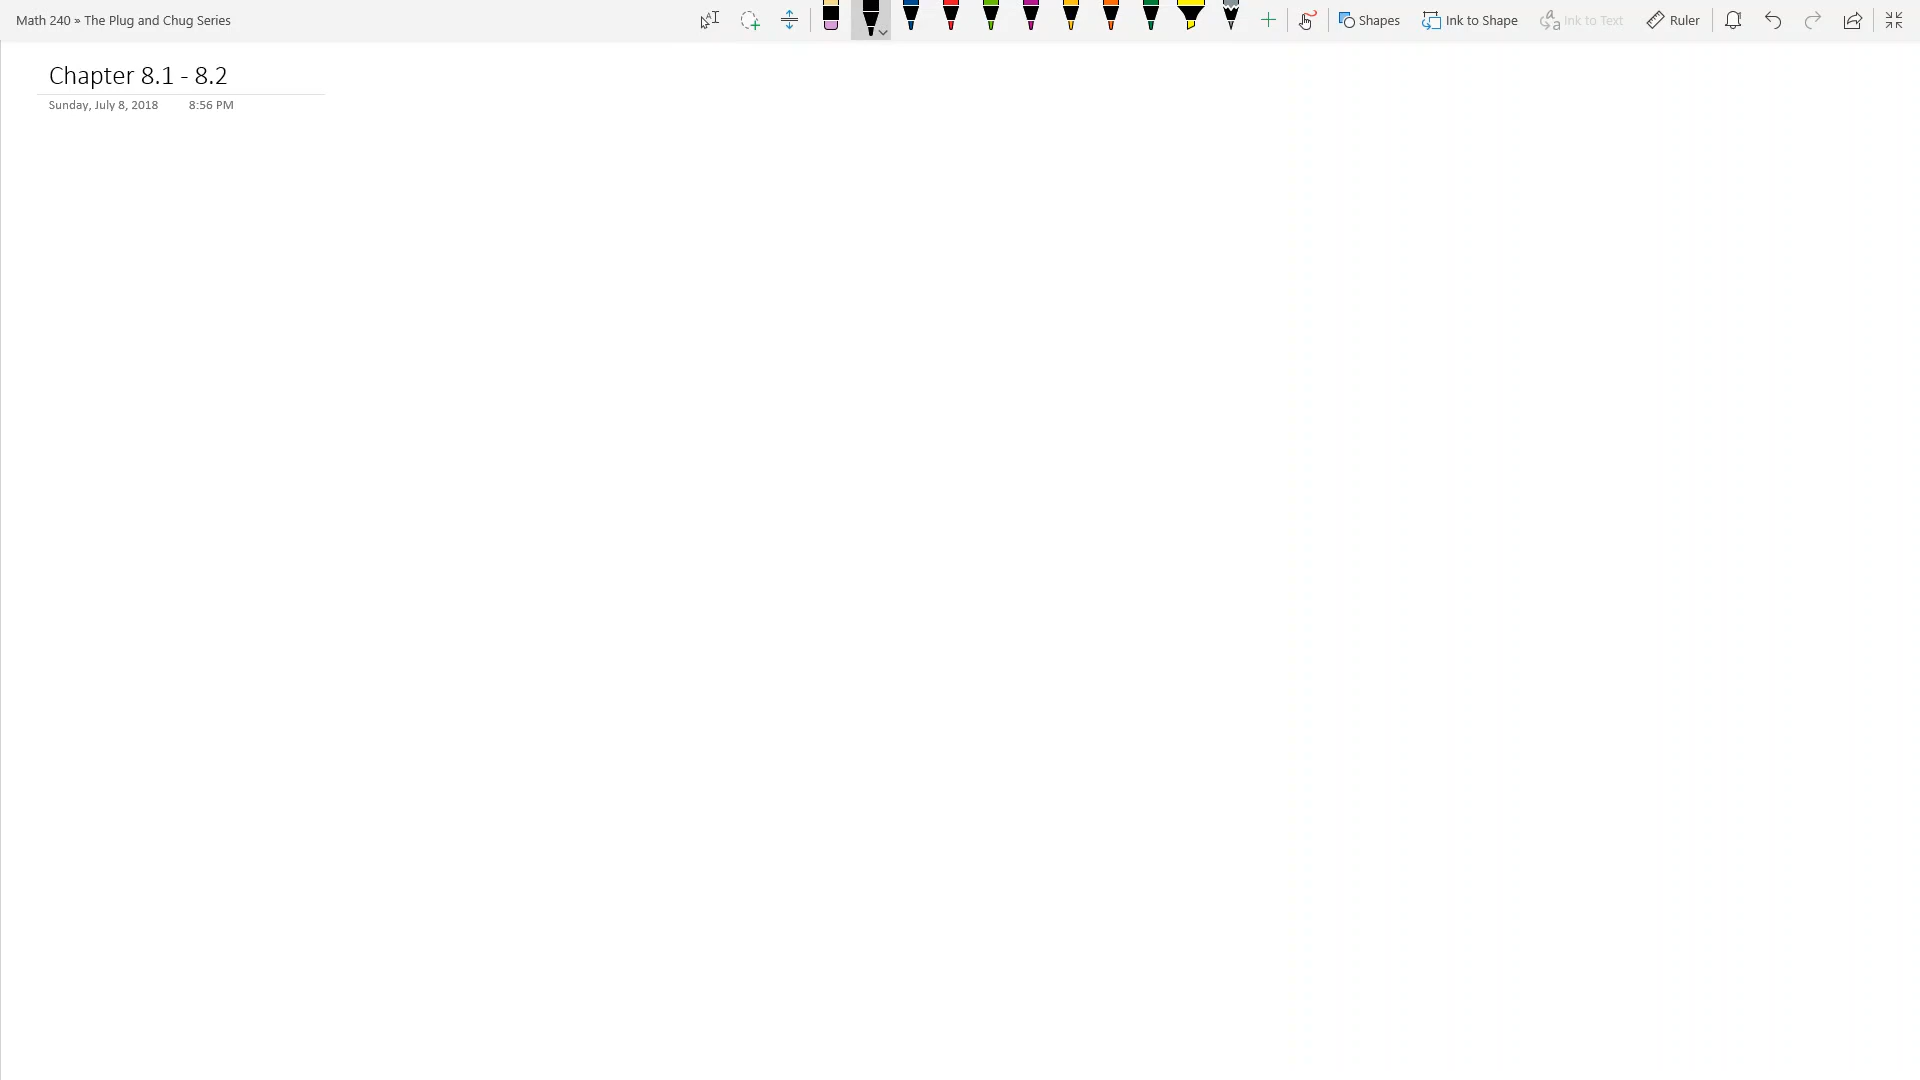 Math 240 » The Plug and Chug Series
Shapes
Ink to Shape
Ink to Text
Ruler
Chapter 8.1 - 8.2
Sunday, July 8, 2018 8:56 PM